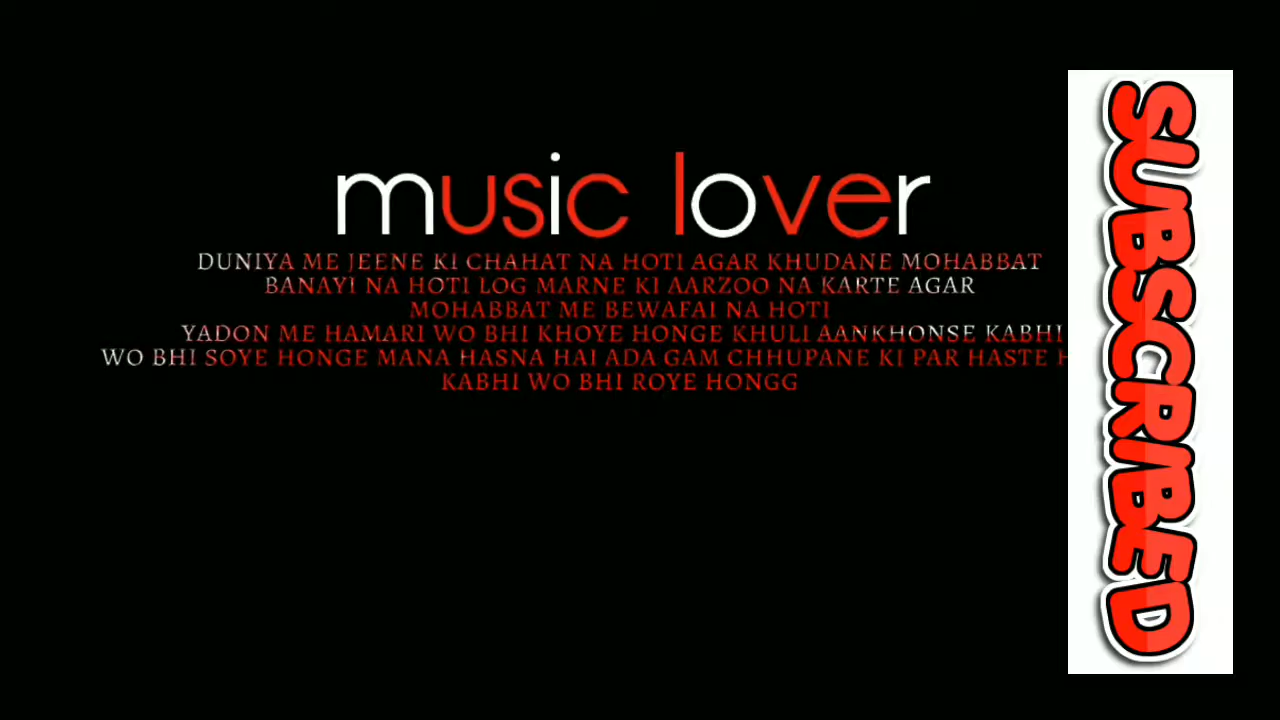 music lover
DUNIYA ME JEENE KI CHAHAT NA HOTI AGAR KHUDANE MOHABBAT
BANAYI NA HOTI LOG MARNE KI AARZOO NA KARTE AGAR
MOHABBAT ME BEWAFAI NA HOTI
YADON ME HAMARI WO BHI KHOYE HONGE KHULI AANKHONSE KABHI
WO BHI SOYE HONGE MANA HASNA HAI ADA GAM CHHUPANE KI PAR HASTE
KABHI WO BHI ROYE HONGG
SUBSCRIBED